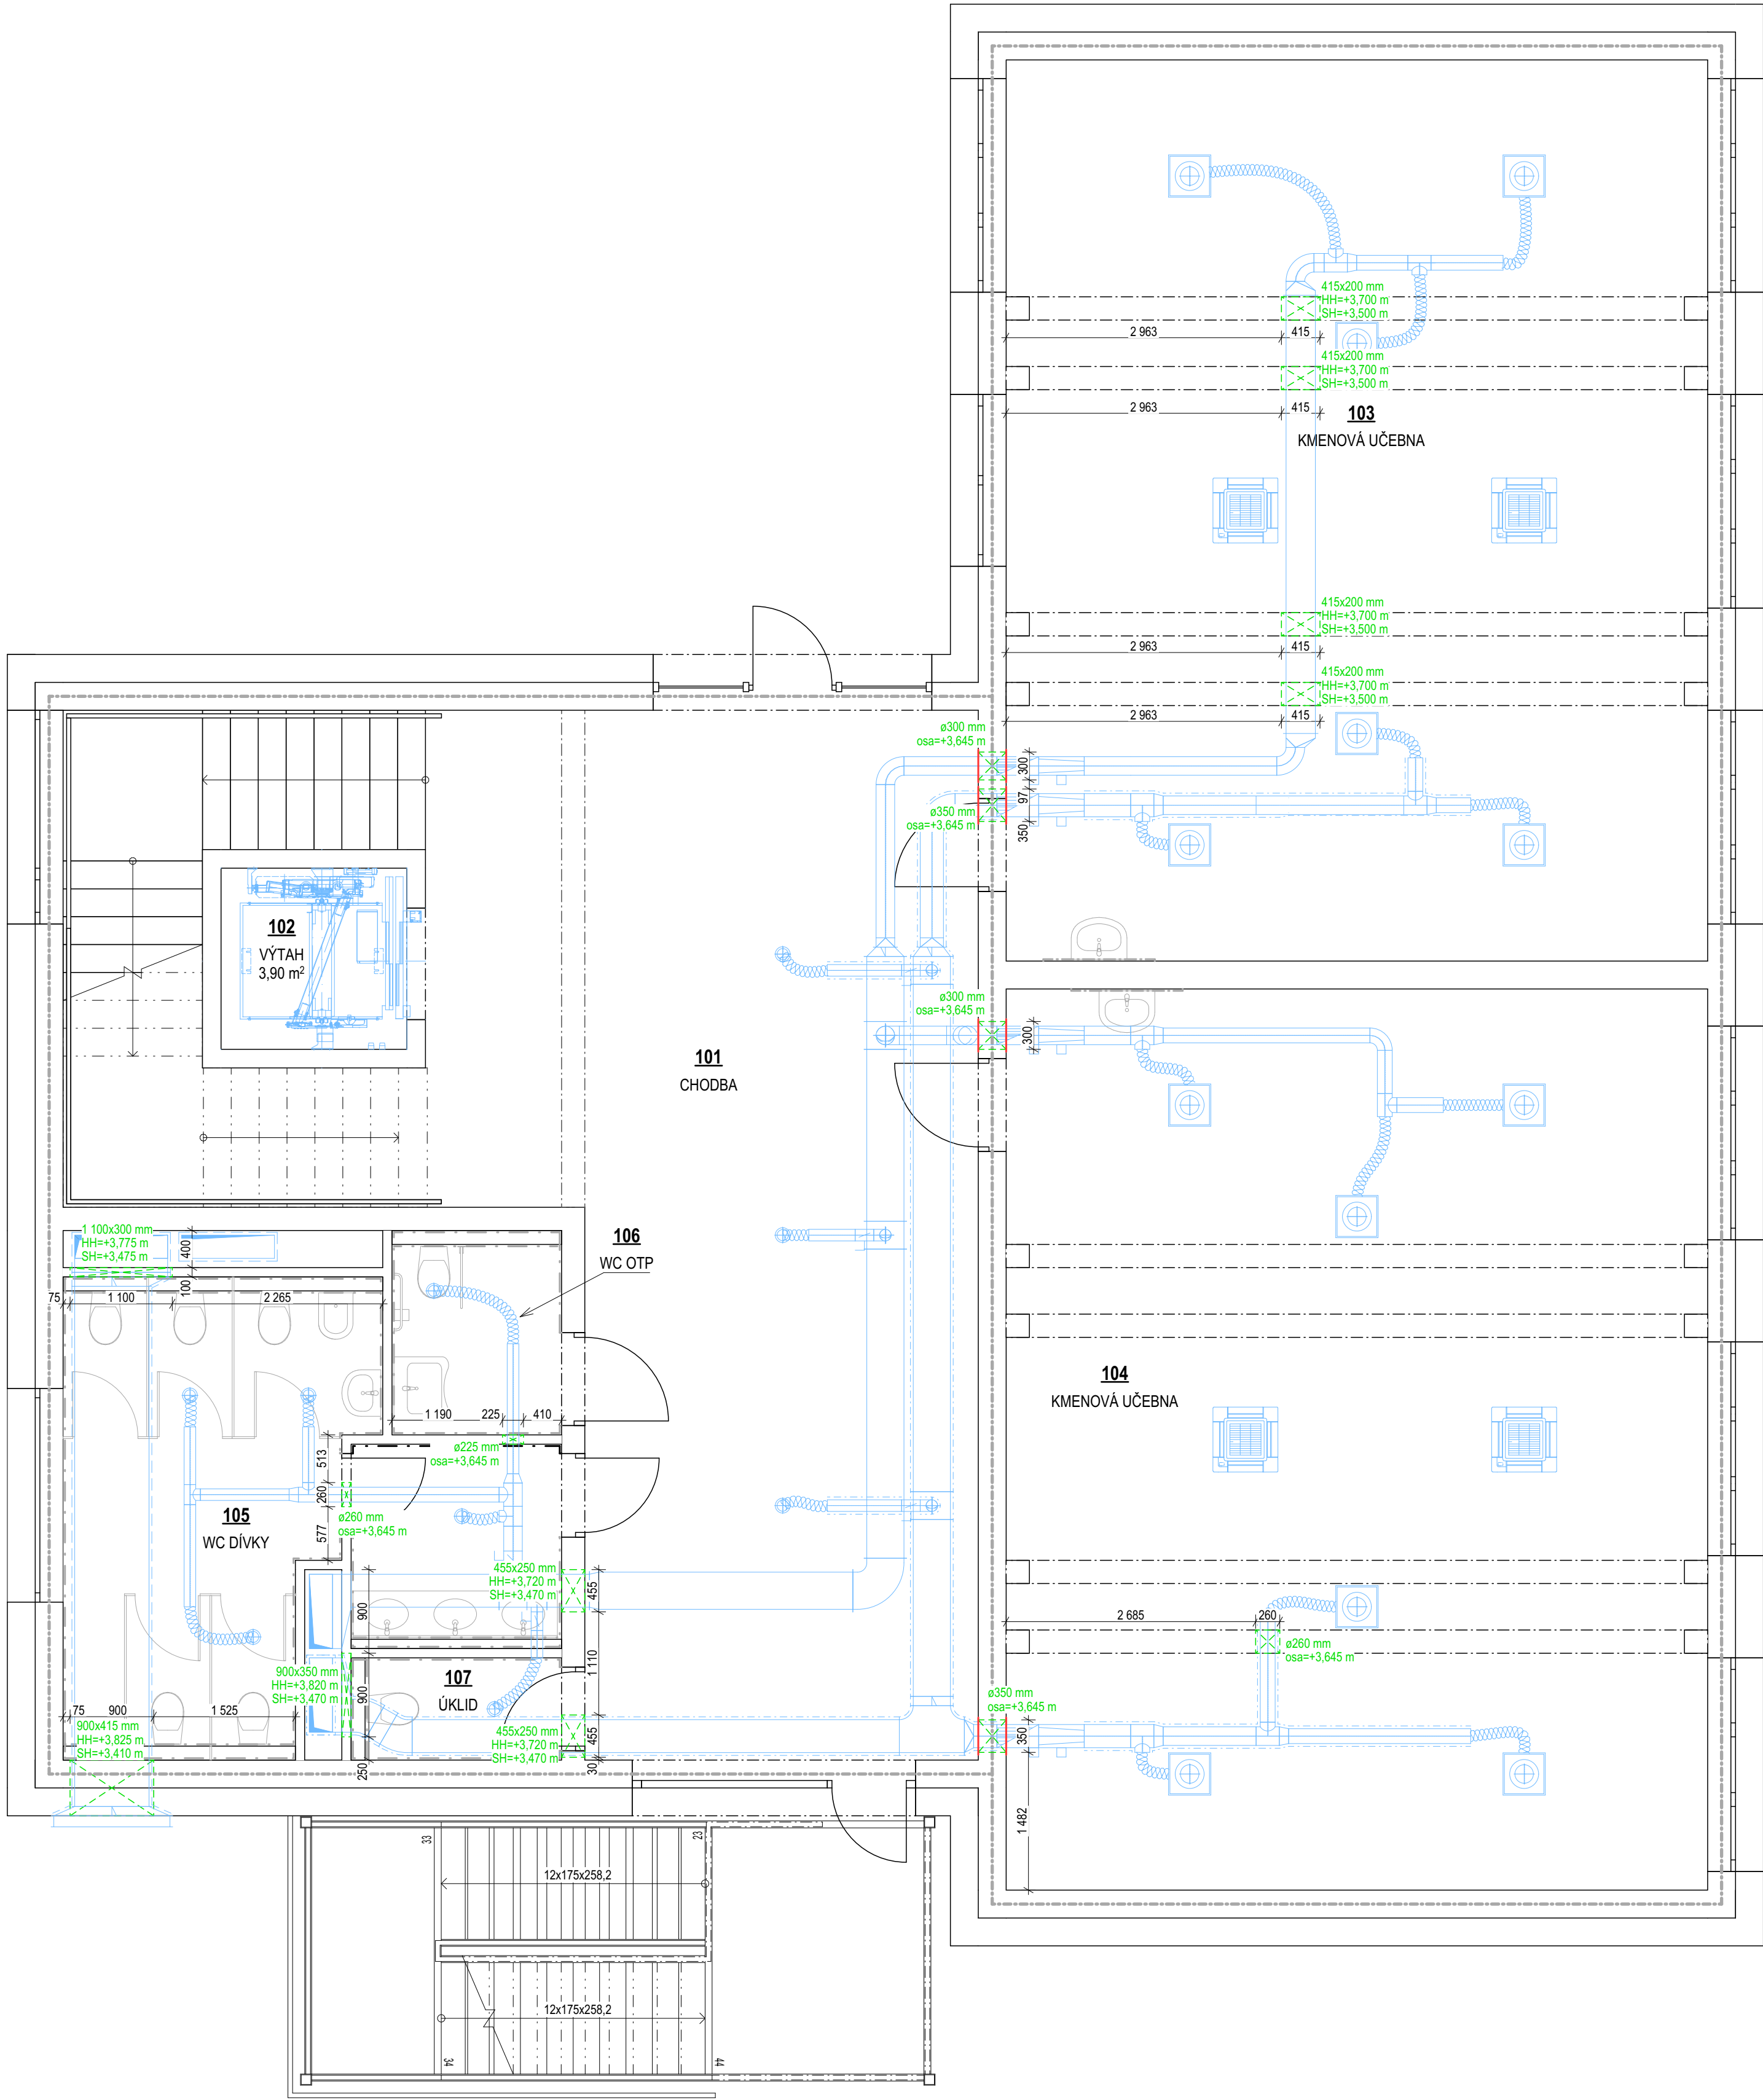 415x200 mm
HH=+3,700 m
SH=+3,500 m
2 963
415
415x200 mm
HH=+3,700 m
SH=+3,500 m
2 963
415
103
KMENOVÁ UČEBNA
415x200 mm
HH=+3,700 m
SH=+3,500 m
2 963
415
415x200 mm
HH=+3,700 m
SH=+3,500 m
2 963
415
ø300 mm
osa=+3,645 m
300
97
350
ø350 mm
osa=+3,645 m
102
VÝTAH
3,90 m²
ø300 mm
osa=+3,645 m
300
101
CHODBA
1 100x300 mm
HH=+3,775 m
SH=+3,475 m
400
100
75
1 100
2 265
106
WC OTP
104
KMENOVÁ UČEBNA
1 190
225
410
ø225 mm
osa=+3,645 m
513
260
577
ø260 mm
osa=+3,645 m
105
WC DÍVKY
455x250 mm
HH=+3,720 m
SH=+3,470 m
455
900
1 110
2 685
260
ø260 mm
osa=+3,645 m
900x350 mm
HH=+3,820 m
SH=+3,470 m
900
107
ÚKLID
ø350 mm
osa=+3,645 m
350
75
900
1 525
900x415 mm
HH=+3,825 m
SH=+3,410 m
455x250 mm
HH=+3,720 m
SH=+3,470 m
455
30
250
1 482
33
23
12x175x258,2
12x175x258,2
34
44